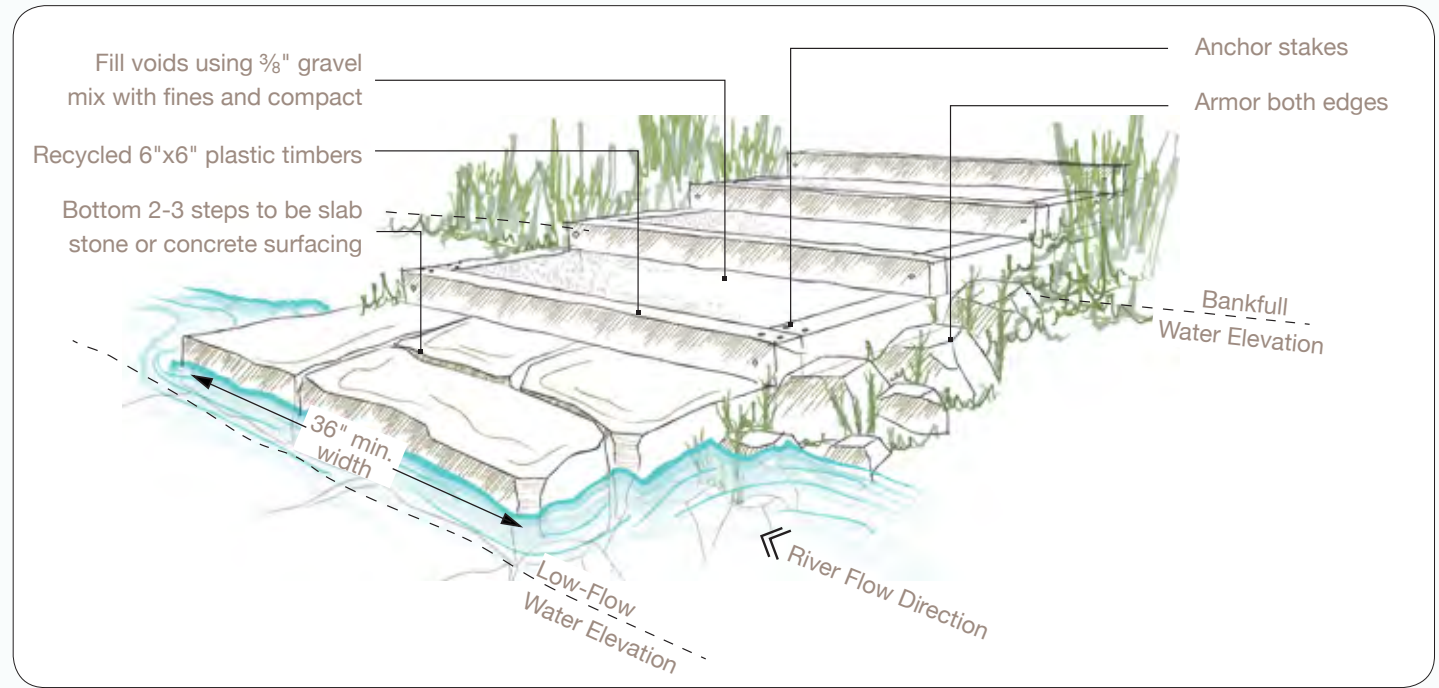 Fill voids using ⅜" gravel
mix with fines and compact
Recycled 6"x6" plastic timbers
Bottom 2-3 steps to be slab
stone or concrete surfacing
Anchor stakes
Armor both edges
Bankfull
Water Elevation
36" min.
width
Low-Flow
Water Elevation
River Flow Direction